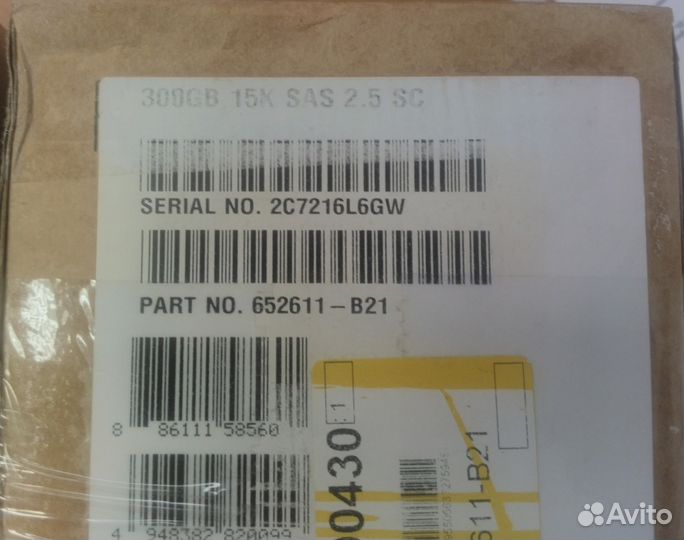 300GB 15K SAS 2.5 SC
SERIAL NO. 2C7216L6GW
PART NO. 652611-B21
8 86111 58560
4 948382 820099
00430
1
611-B21
Avito